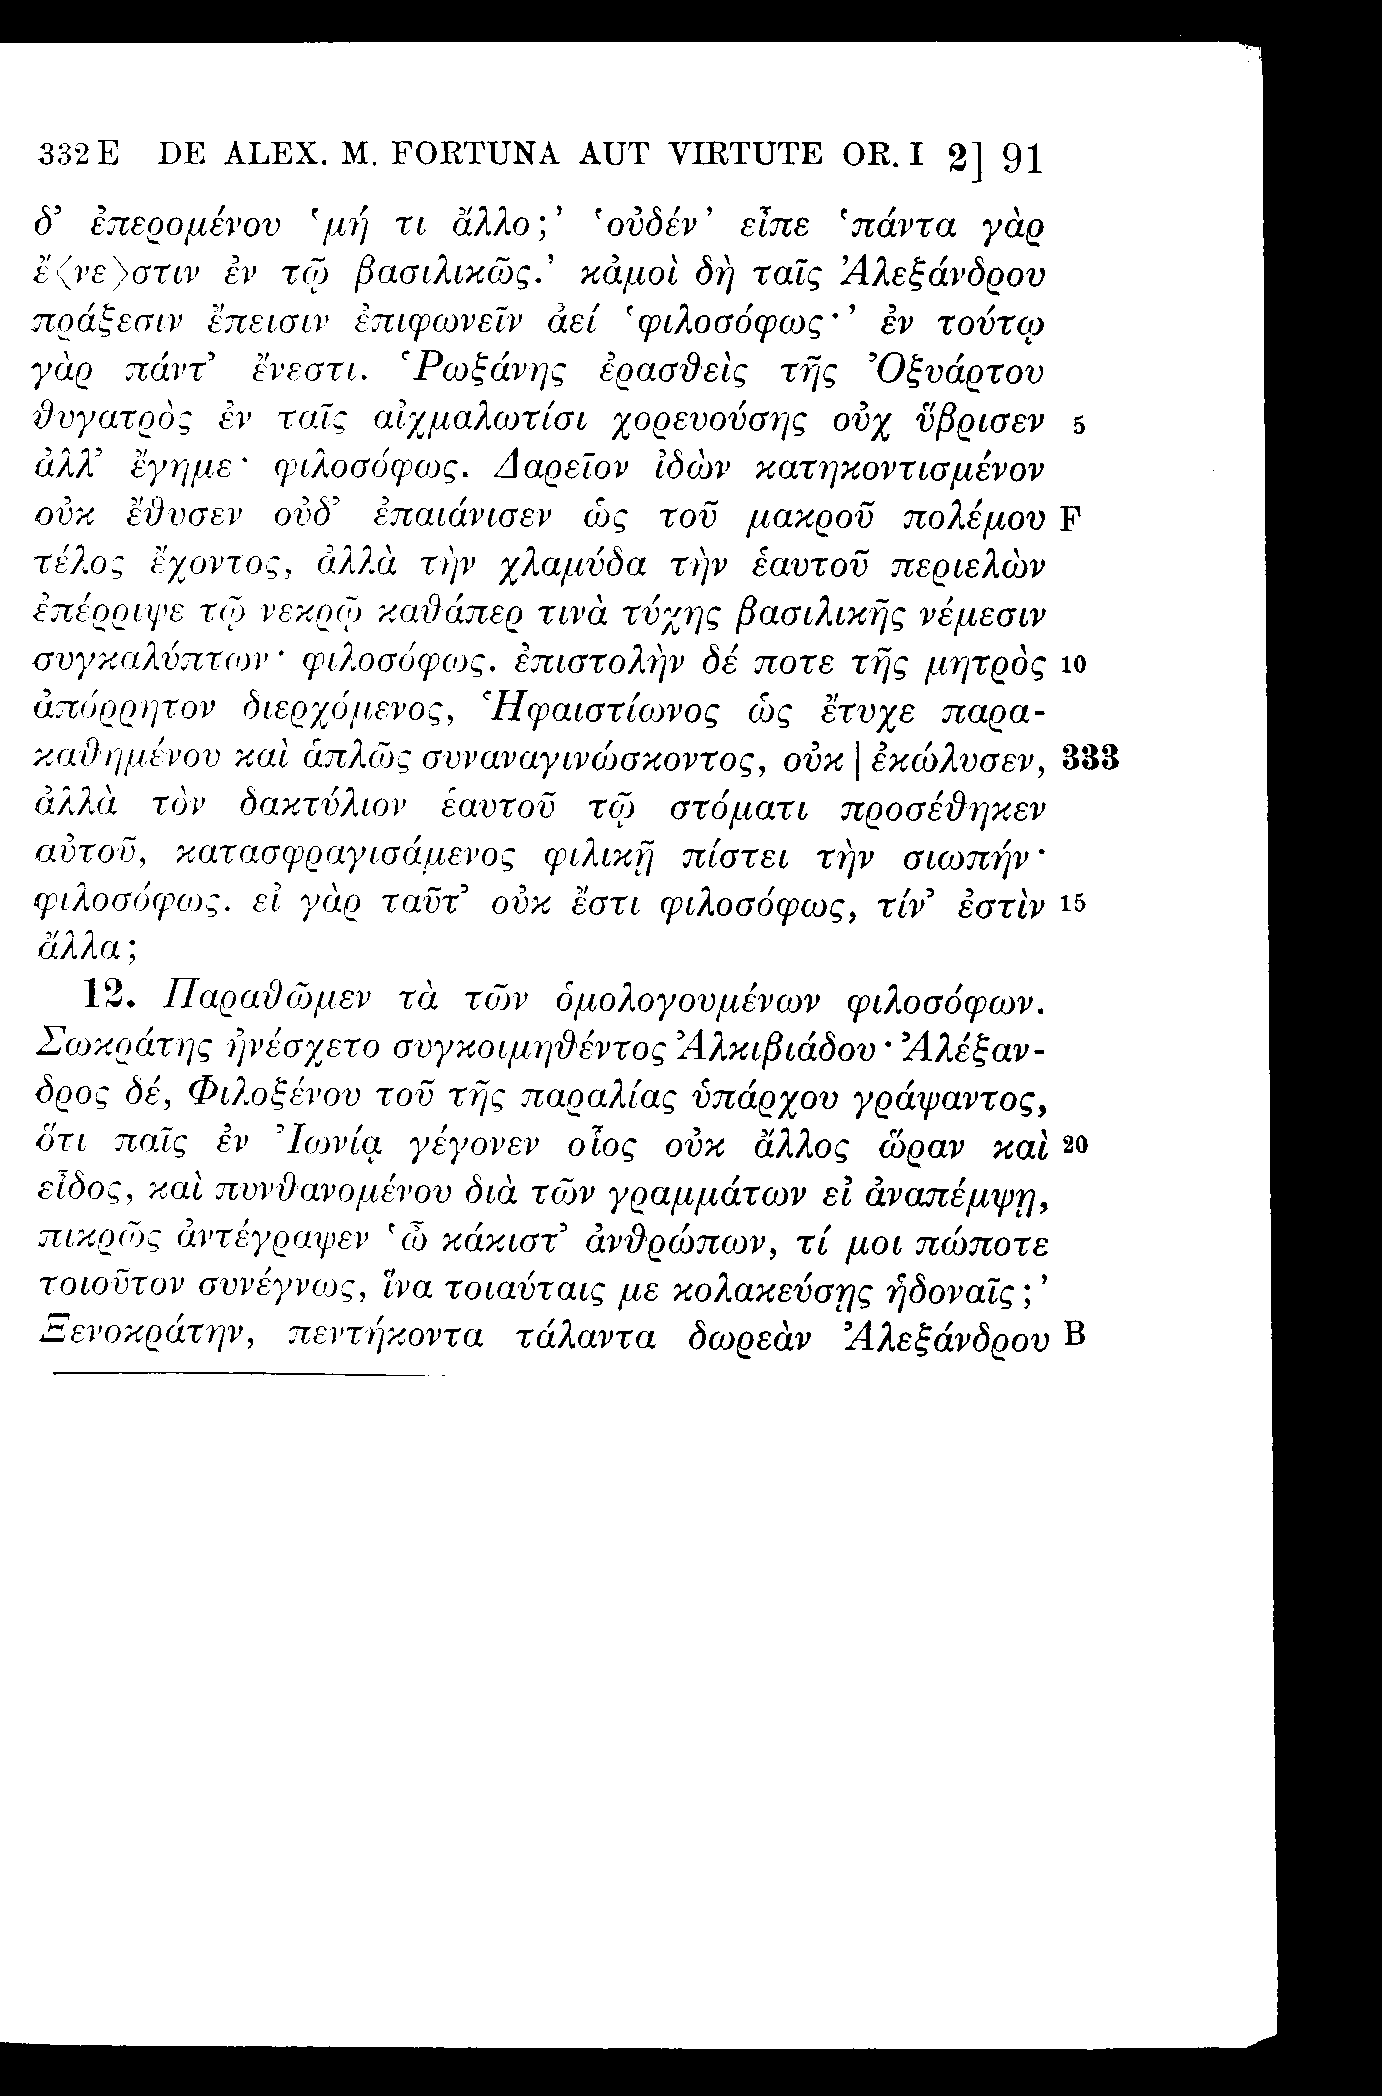 332E DE ALEX. M. FORTUNA AUT VIRTUTE OR. I 2] 91
δ’ ἐπερομένου ‘μή τι ἄλλο;’ ‘οὐδέν’ εἶπε ‘πάντα γὰρ
ἔ⟨νε⟩στιν ἐν τῷ βασιλικῶς.’ κἀμοὶ δὴ ταῖς Ἀλεξάνδρου
πράξεσιν ἔπεισιν ἐπιφωνεῖν ἀεί ‘φιλοσόφως·’ ἐν τούτῳ
γὰρ πάντ’ ἔνεστι. Ῥωξάνης ἐρασθεὶς τῆς Ὀξυάρτου
θυγατρὸς ἐν ταῖς αἰχμαλωτίσι χορευούσης οὐχ ὕβρισεν 5
ἀλλ’ ἔγημε· φιλοσόφως. Δαρεῖον ἰδὼν κατηκοντισμένον
οὐκ ἔθυσεν οὐδ’ ἐπαιάνισεν ὡς τοῦ μακροῦ πολέμου F
τέλος ἔχοντος, ἀλλὰ τὴν χλαμύδα τὴν ἑαυτοῦ περιελὼν
ἐπέρριψε τῷ νεκρῷ καθάπερ τινὰ τύχης βασιλικῆς νέμεσιν
συγκαλύπτων· φιλοσόφως. ἐπιστολὴν δέ ποτε τῆς μητρὸς 10
ἀπόρρητον διερχόμενος, Ἡφαιστίωνος ὡς ἔτυχε παρα-
καθημένου καὶ ἁπλῶς συναναγινώσκοντος, οὐκ | ἐκώλυσεν, 333
ἀλλὰ τὸν δακτύλιον ἑαυτοῦ τῷ στόματι προσέθηκεν
αὐτοῦ, κατασφραγισάμενος φιλικῇ πίστει τὴν σιωπήν·
φιλοσόφως. εἰ γὰρ ταῦτ’ οὐκ ἔστι φιλοσόφως, τίν’ ἐστὶν 15
ἄλλα;
12. Παραθῶμεν τὰ τῶν ὁμολογουμένων φιλοσόφων.
Σωκράτης ἠνέσχετο συγκοιμηθέντος Ἀλκιβιάδου· Ἀλέξαν-
δρος δέ, Φιλοξένου τοῦ τῆς παραλίας ὑπάρχου γράψαντος,
ὅτι παῖς ἐν Ἰωνίᾳ γέγονεν οἷος οὐκ ἄλλος ὥραν καὶ 20
εἶδος, καὶ πυνθανομένου διὰ τῶν γραμμάτων εἰ ἀναπέμψῃ,
πικρῶς ἀντέγραψεν ‘ὦ κάκιστ’ ἀνθρώπων, τί μοι πώποτε
τοιοῦτον συνέγνως, ἵνα τοιαύταις με κολακεύσῃς ἡδοναῖς;’
Ξενοκράτην, πεντήκοντα τάλαντα δωρεὰν Ἀλεξάνδρου B